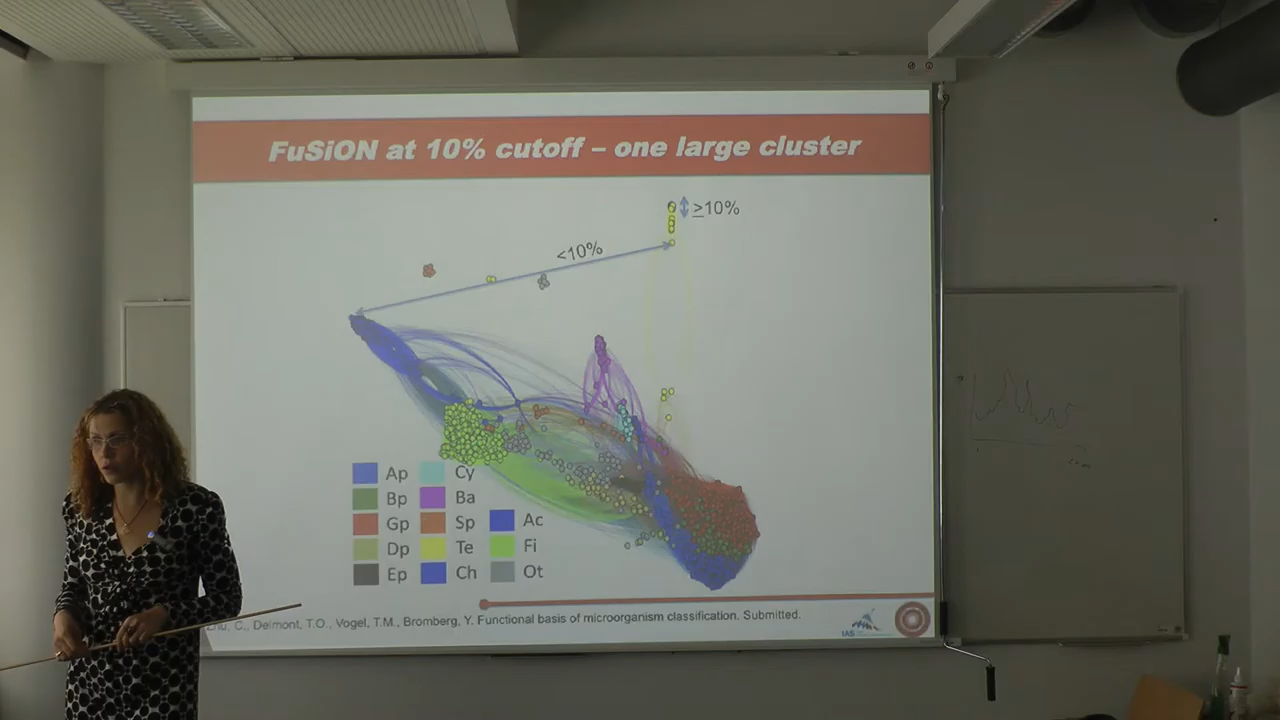 FuSiON at 10% cutoff – one large cluster
≥10%
<10%
Ap
Cy
Bp
Ba
Gp
Sp
Ac
Dp
Te
Fi
Ep
Ch
Ot
C., Delmont, T.O., Vogel, T.M., Bromberg, Y. Functional basis of microorganism classification. Submitted.
IAS